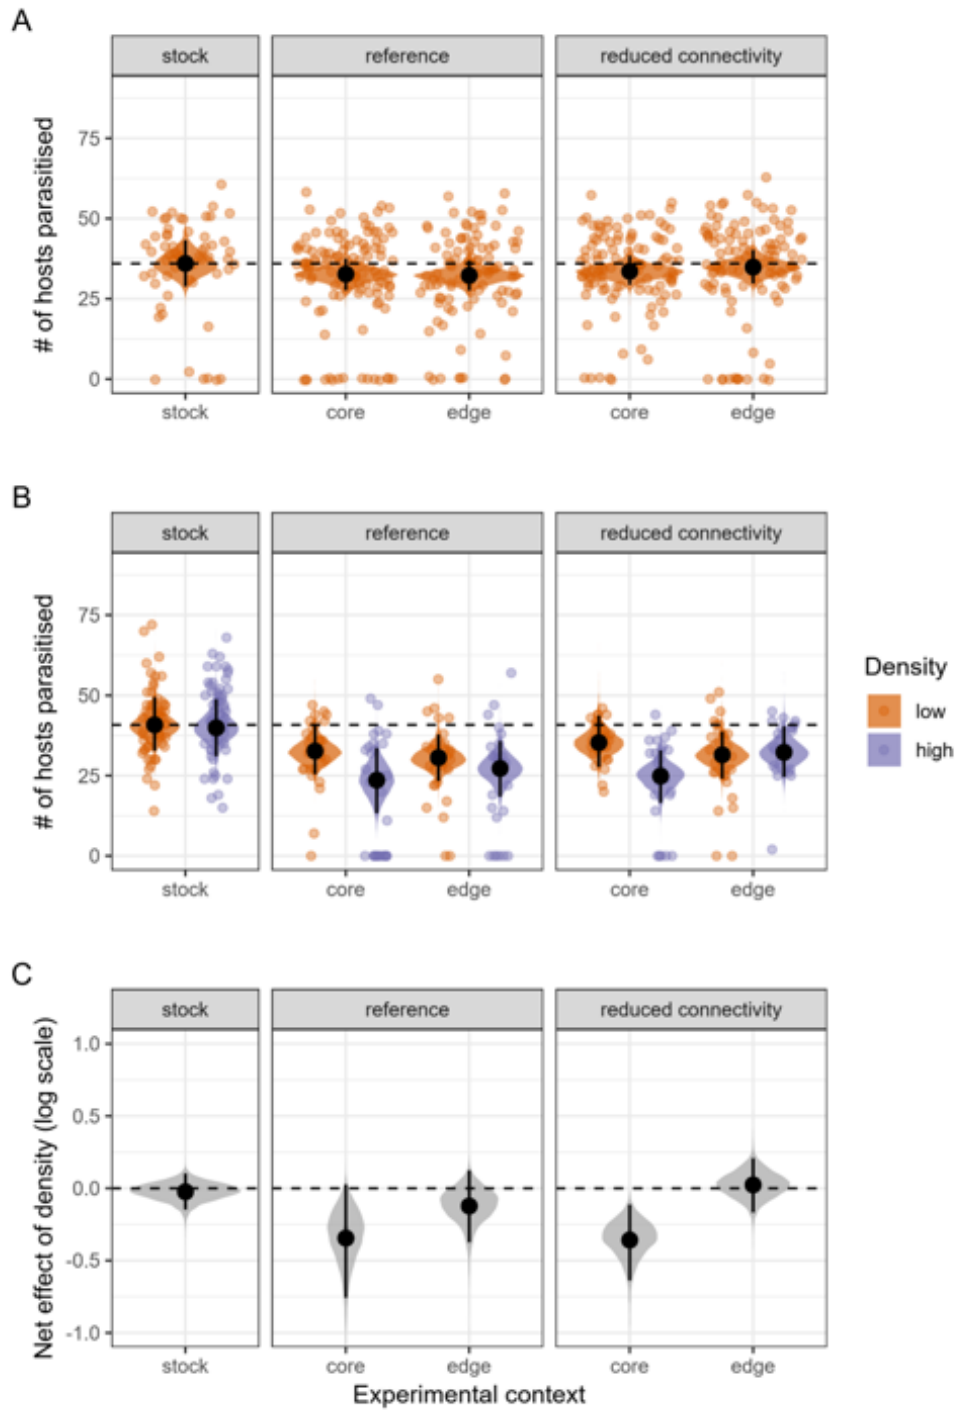 A
stock
reference
reduced connectivity
# of hosts parasitised
75
50
25
0
stock
core
edge
core
edge
B
stock
reference
reduced connectivity
# of hosts parasitised
75
50
25
0
stock
core
edge
core
edge
Density
low
high
C
stock
reference
reduced connectivity
Net effect of density (log scale)
1.0
0.5
0.0
-0.5
-1.0
stock
core
edge
core
edge
Experimental context